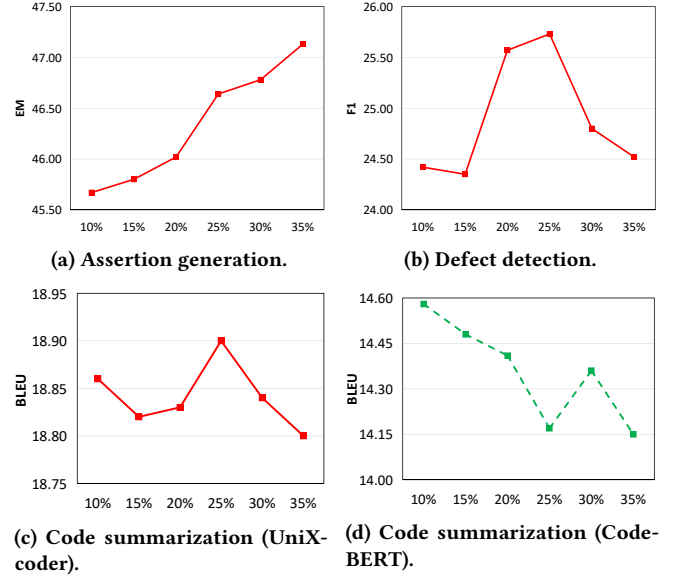 47.50
47.00
46.50
46.00
45.50
EM
10% 15% 20% 25% 30% 35%
(a) Assertion generation.
26.00
25.50
25.00
24.50
24.00
F1
10% 15% 20% 25% 30% 35%
(b) Defect detection.
18.95
18.90
18.85
18.80
18.75
BLEU
10% 15% 20% 25% 30% 35%
(c) Code summarization (UniX-
coder).
14.60
14.45
14.30
14.15
14.00
BLEU
10% 15% 20% 25% 30% 35%
(d) Code summarization (Code-
BERT).